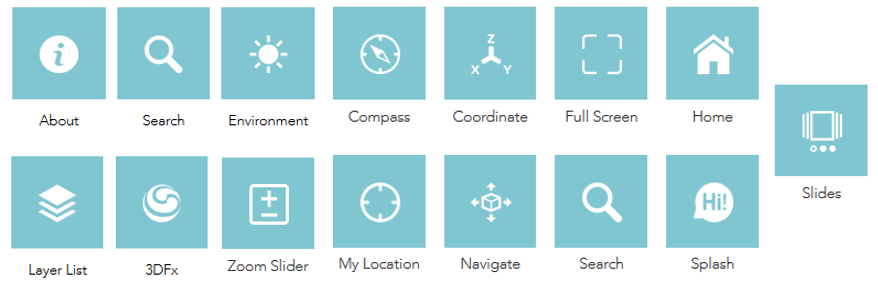 About
Search
Environment
Z
X
Y
Compass
Coordinate
Full Screen
Home
Slides
Hi!
Layer List
3DFx
Zoom Slider
My Location
Navigate
Search
Splash